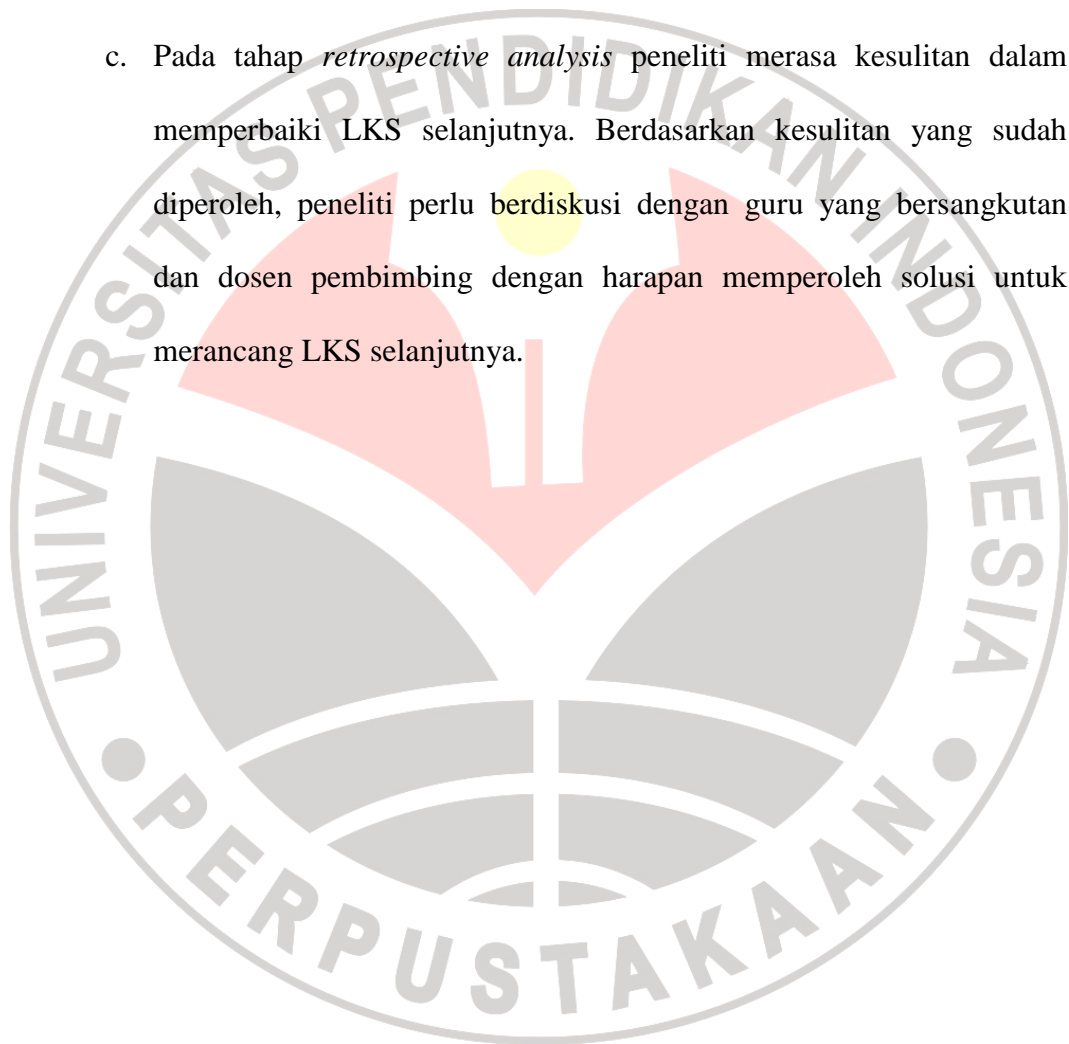 c. Pada tahap retrospective analysis peneliti merasa kesulitan dalam
memperbaiki LKS selanjutnya. Berdasarkan kesulitan yang sudah
diperoleh, peneliti perlu berdiskusi dengan guru yang bersangkutan
dan dosen pembimbing dengan harapan memperoleh solusi untuk
merancang LKS selanjutnya.
UNIVERSITAS PENDIDIKAN INDONESIA
PERPUSTAKAAN